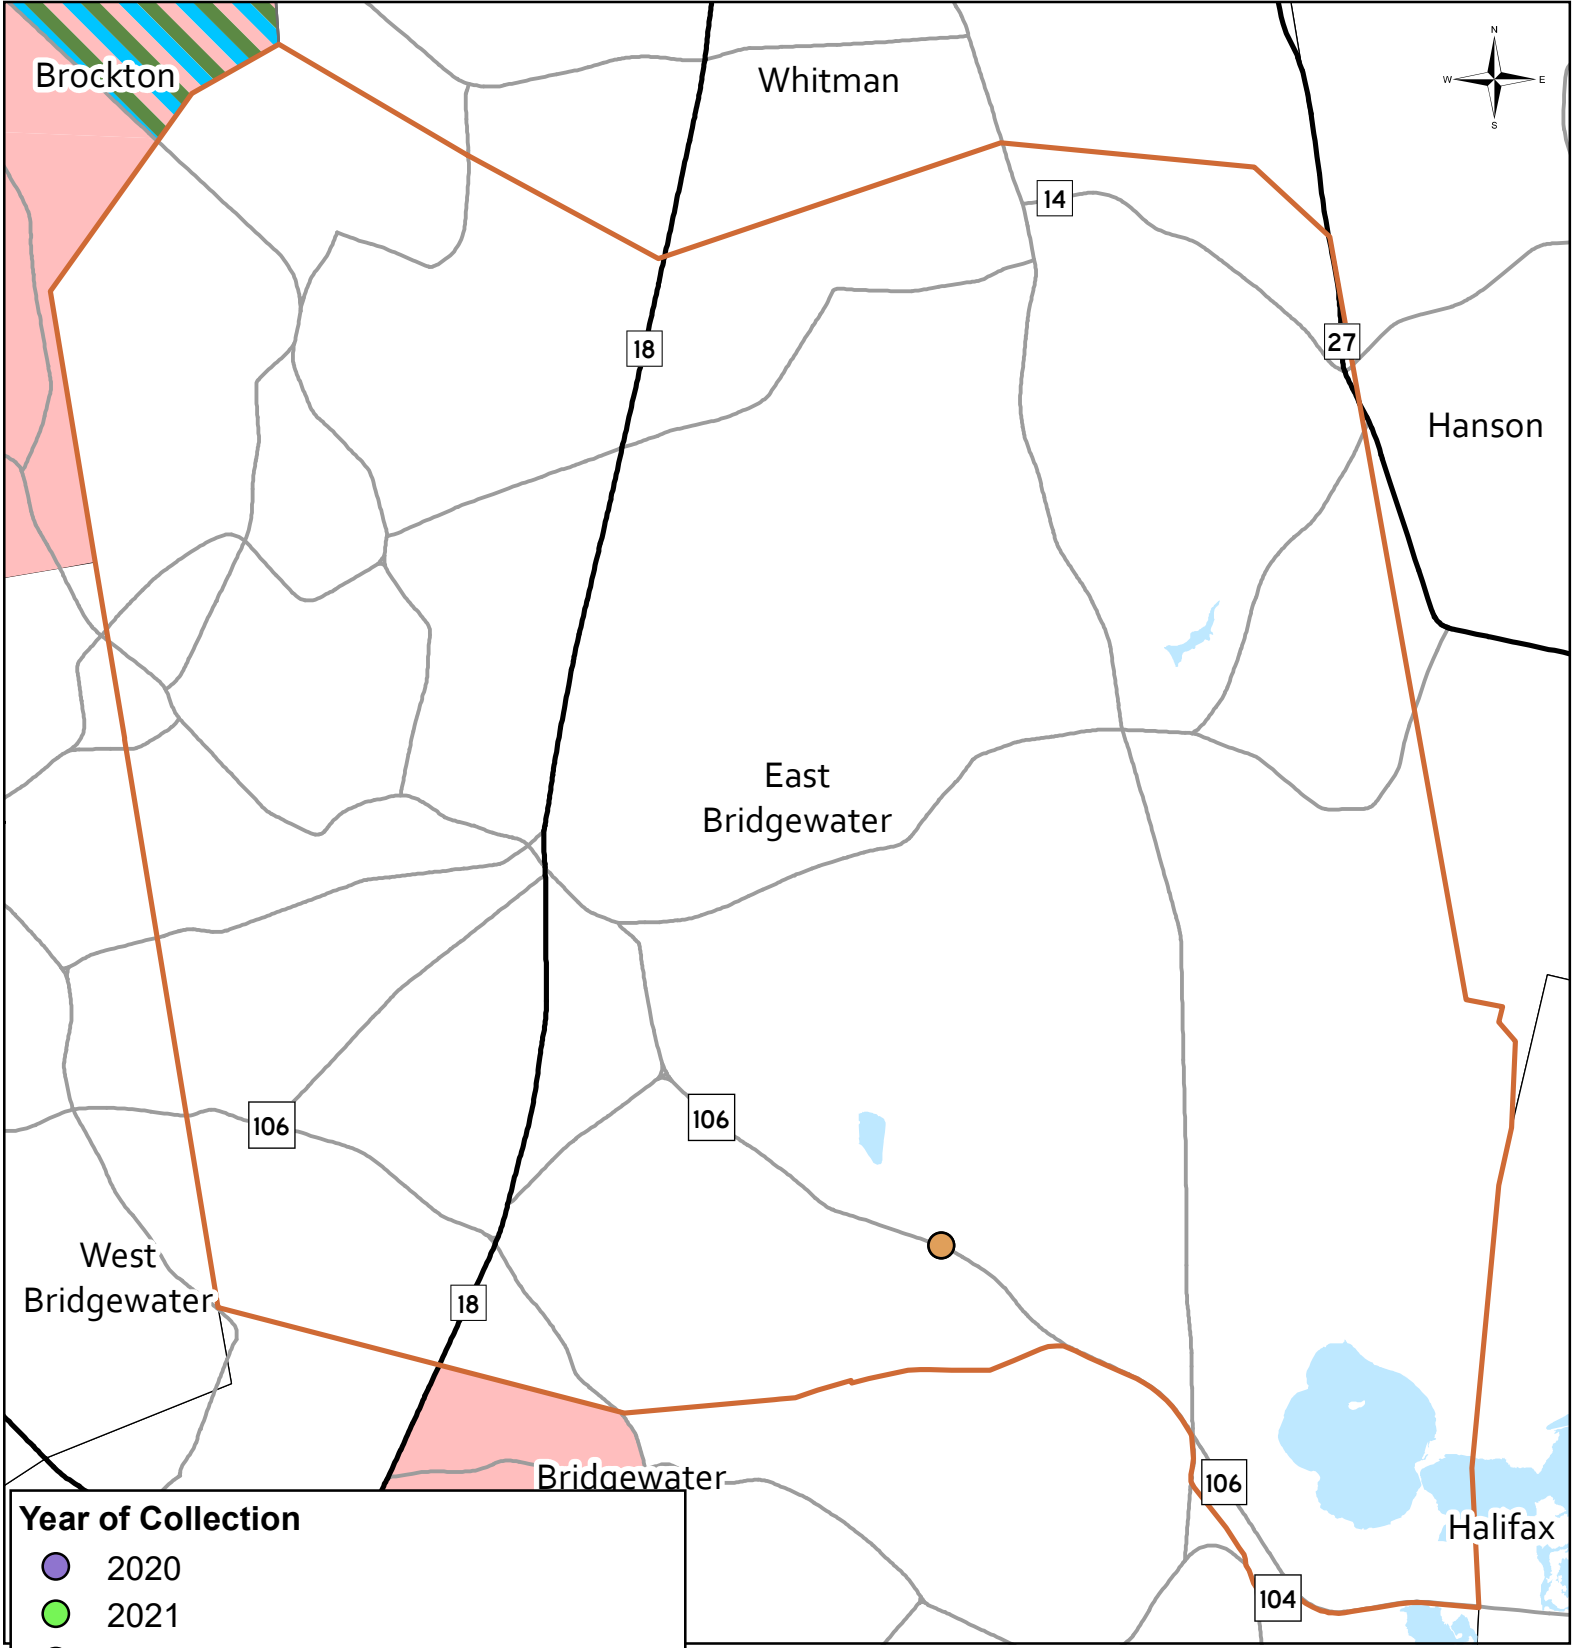 N
W E
S
Brockton
Whitman
14
18
27
Hanson
East
Bridgewater
106
106
West
Bridgewater
18
Bridgewater
106
Halifax
104
Year of Collection
2020
2021